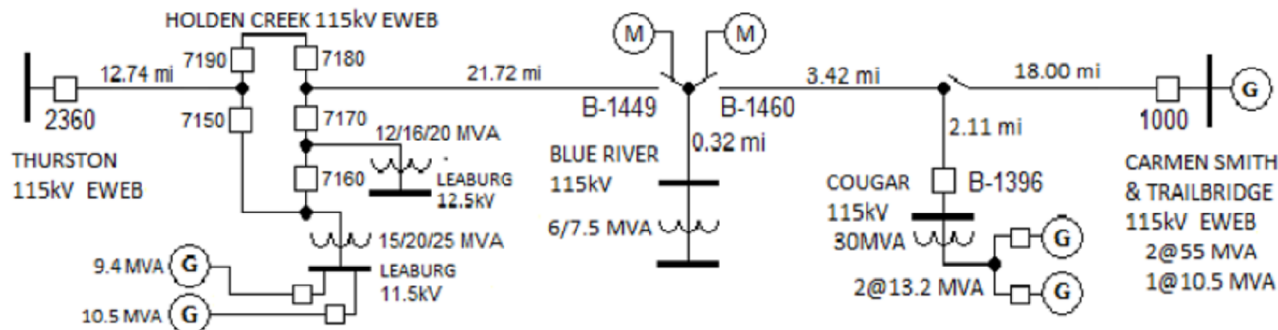 HOLDEN CREEK 115kV EWEB
M
M
7190
7180
12.74 mi
21.72 mi
3.42 mi
18.00 mi
2360
7150
7170
B-1449
B-1460
1000
G
12/16/20 MVA
2.11 mi
0.32 mi
THURSTON
115kV EWEB
7160
LEABURG
12.5kV
BLUE RIVER
115kV
COUGAR
115kV
30MVA
B-1396
CARMEN SMITH
& TRAILBRIDGE
115kV EWEB
2@55 MVA
1@10.5 MVA
6/7.5 MVA
15/20/25 MVA
9.4 MVA
G
LEABURG
11.5kV
10.5 MVA
G
G
2@13.2 MVA
G